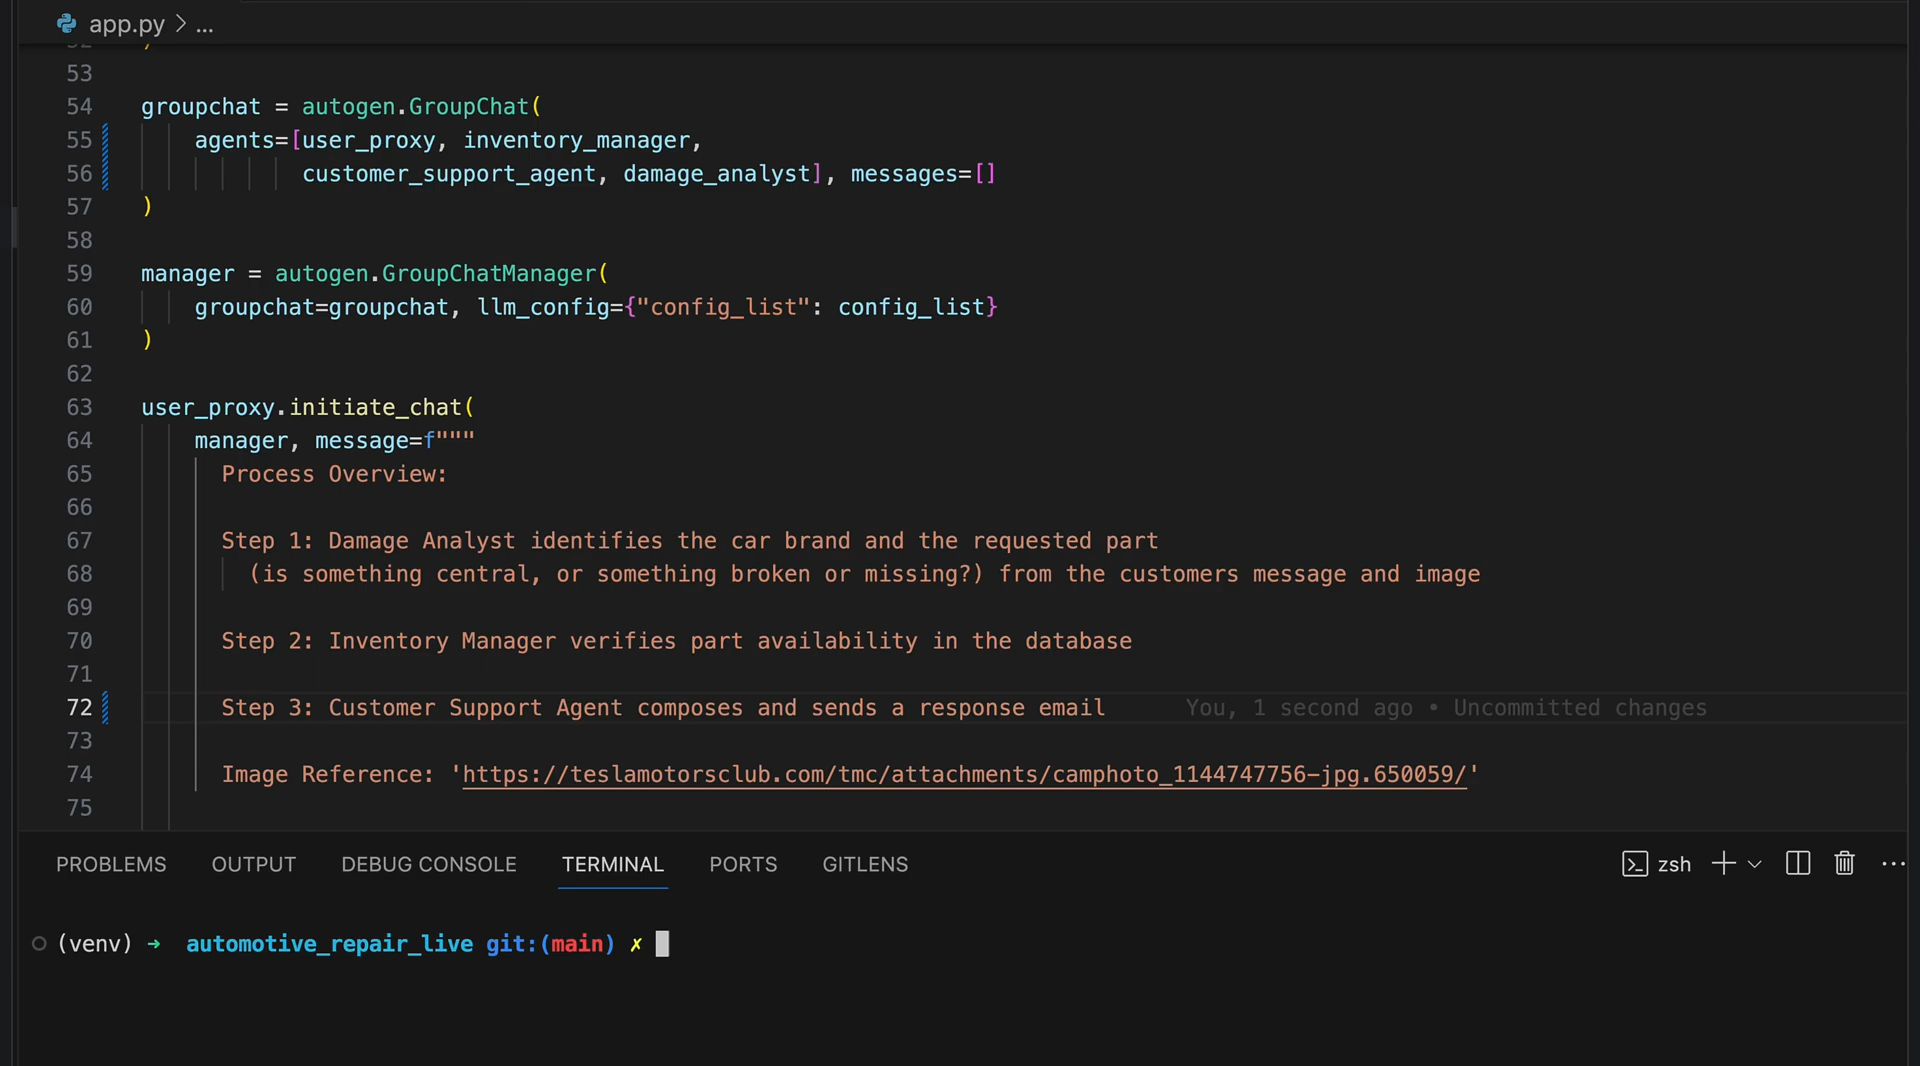 app.py > ...
52 )
53
54 groupchat = autogen.GroupChat(
55 agents=[user_proxy, inventory_manager,
56 customer_support_agent, damage_analyst], messages=[]
57 )
58
59 manager = autogen.GroupChatManager(
60 groupchat=groupchat, llm_config={"config_list": config_list}
61 )
62
63 user_proxy.initiate_chat(
64 manager, message=f"""
65 Process Overview:
66
67 Step 1: Damage Analyst identifies the car brand and the requested part
68 (is something central, or something broken or missing?) from the customers message and image
69
70 Step 2: Inventory Manager verifies part availability in the database
71
72 Step 3: Customer Support Agent composes and sends a response email You, 1 second ago • Uncommitted changes
73
74 Image Reference: 'https://teslamotorsclub.com/tmc/attachments/camphoto_1144747756-jpg.650059/'
75
PROBLEMS OUTPUT DEBUG CONSOLE TERMINAL PORTS GITLENS zsh
(venv) → automotive_repair_live git:(main) ✗